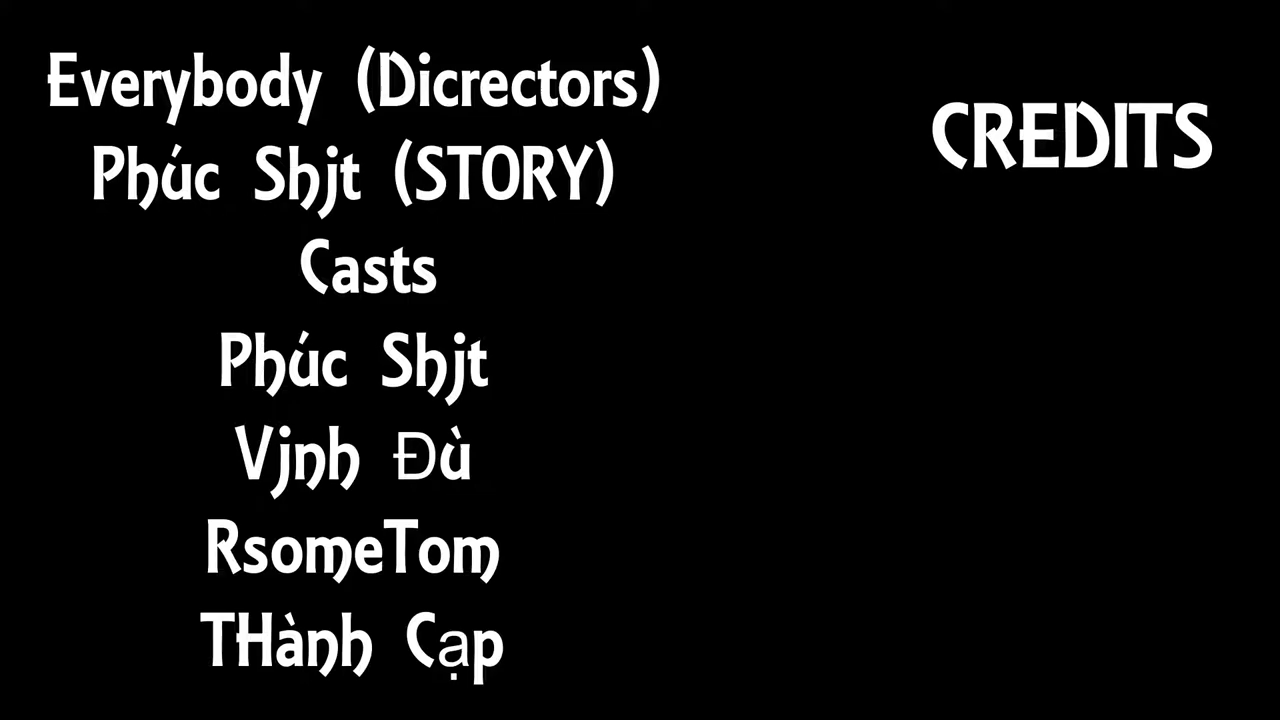 Everybody (Dicrectors)
Phúc Shjt (STORY)
Casts
Phúc Shjt
Vjnh Đù
RsomeTom
THành Cạp
CREDITS